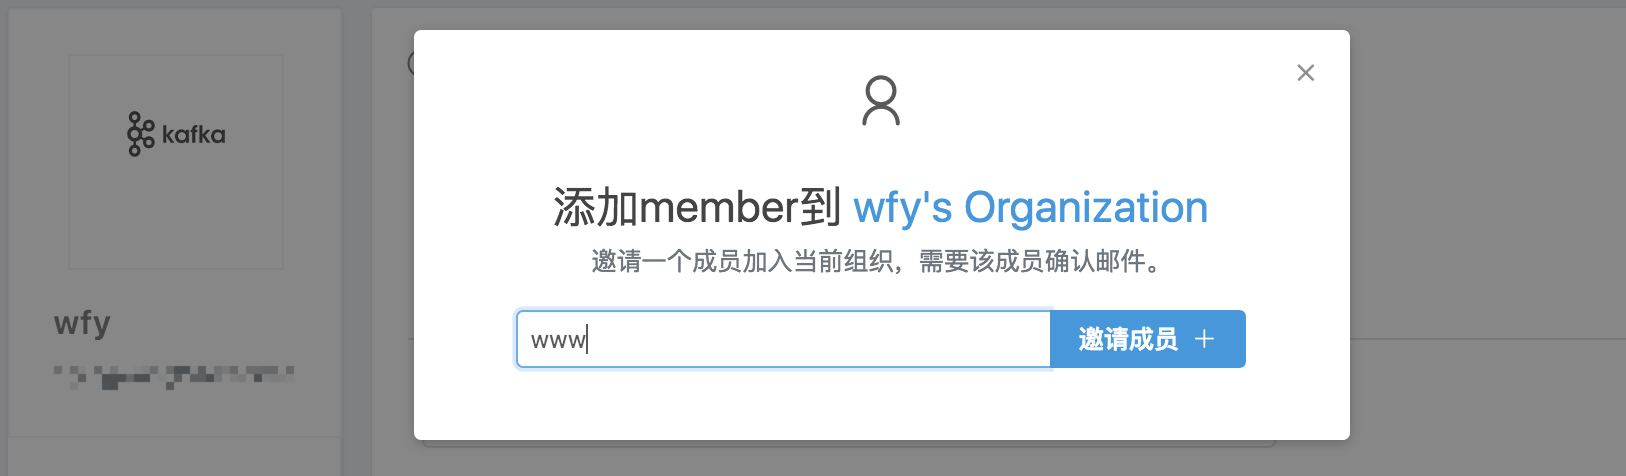 kafka
wfy
添加member到 wfy's Organization
邀请一个成员加入当前组织，需要该成员确认邮件。
www
邀请成员